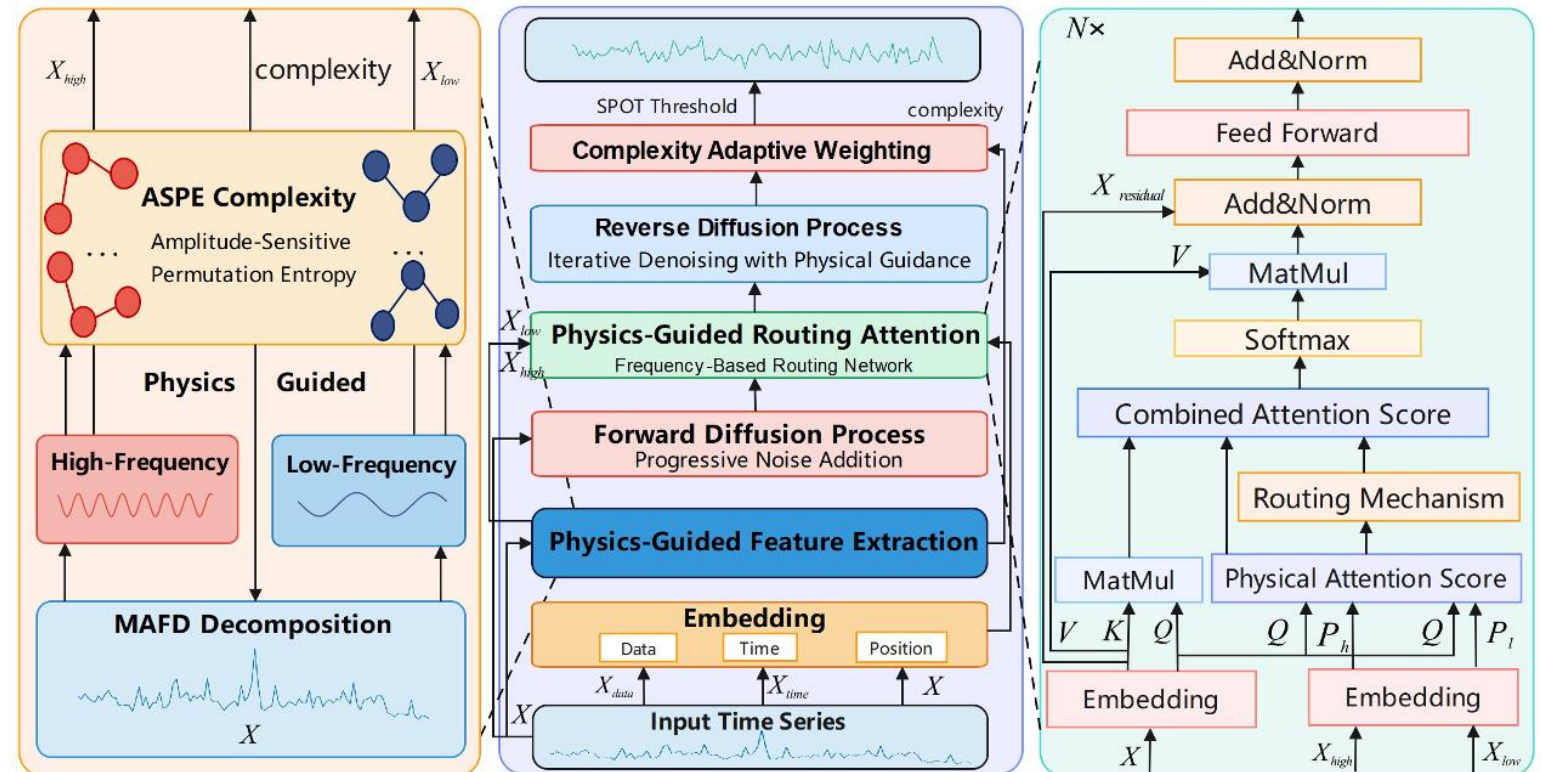 X_high
complexity
X_low
ASPE Complexity
Amplitude-Sensitive
Permutation Entropy
...
...
Physics Guided
High-Frequency
Low-Frequency
MAFD Decomposition
X
SPOT Threshold
complexity
Complexity Adaptive Weighting
Reverse Diffusion Process
Iterative Denoising with Physical Guidance
X_low
X_high
Physics-Guided Routing Attention
Frequency-Based Routing Network
Forward Diffusion Process
Progressive Noise Addition
Physics-Guided Feature Extraction
Embedding
Data
Time
Position
X_data
X_time
X
X
Input Time Series
N×
Add&Norm
Feed Forward
X_residual
Add&Norm
V
MatMul
Softmax
Combined Attention Score
Routing Mechanism
MatMul
Physical Attention Score
V K Q Q P_h Q P_l
Embedding
Embedding
X
X_high
X_low